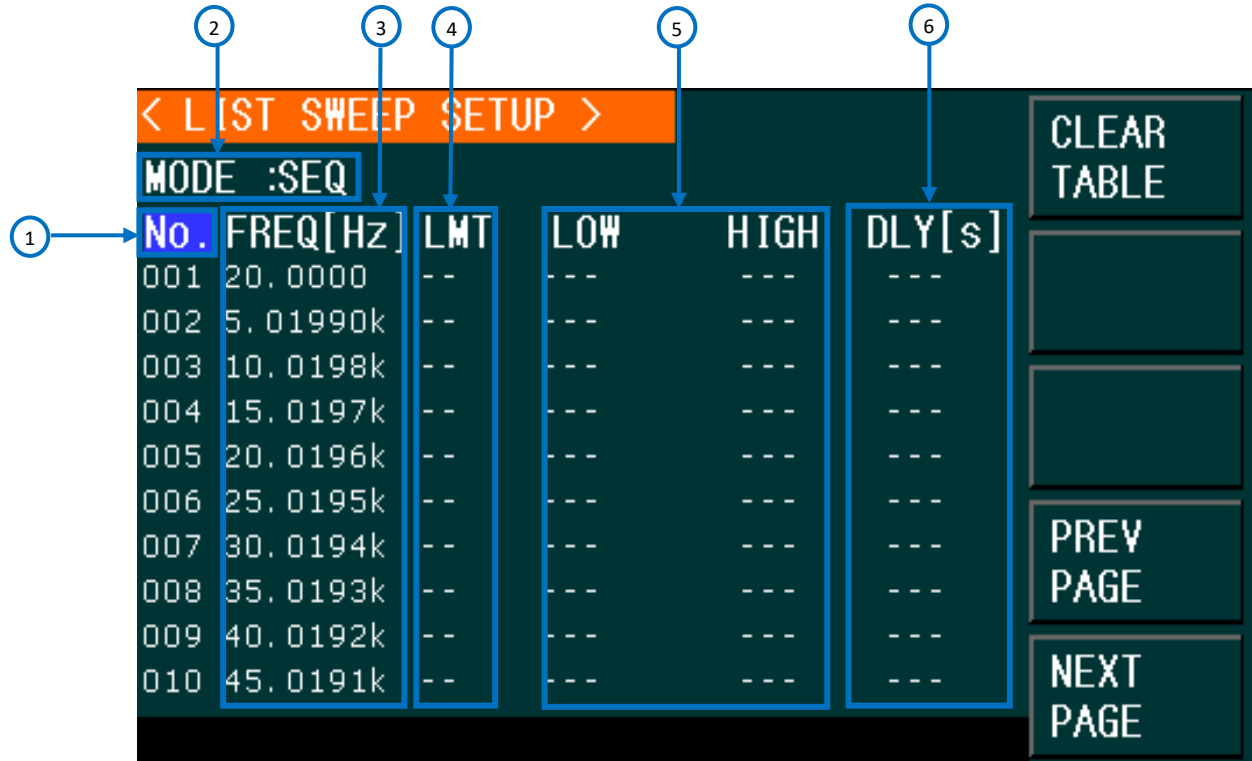 2 3 4 5 6
< LIST SWEEP SETUP >
MODE :SEQ
1
No. FREQ[Hz] LMT LOW HIGH DLY[s]
001 20.0000 -- --- --- ---
002 5.01990k -- --- --- ---
003 10.0198k -- --- --- ---
004 15.0197k -- --- --- ---
005 20.0196k -- --- --- ---
006 25.0195k -- --- --- ---
007 30.0194k -- --- --- ---
008 35.0193k -- --- --- ---
009 40.0192k -- --- --- ---
010 45.0191k -- --- --- ---
CLEAR
TABLE
PREV
PAGE
NEXT
PAGE